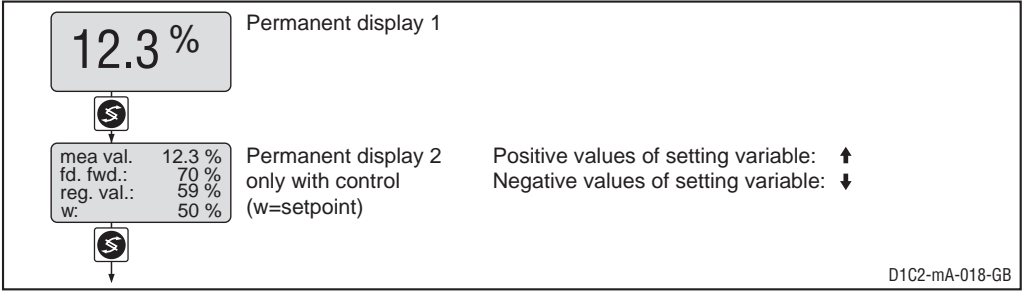 12.3 %
Permanent display 1
mea val. 12.3 %
fd. fwd.: 70 %
reg. val.: 59 %
w: 50 %
Permanent display 2
only with control
(w=setpoint)
Positive values of setting variable: ⬆
Negative values of setting variable: ⬇
D1C2-mA-018-GB